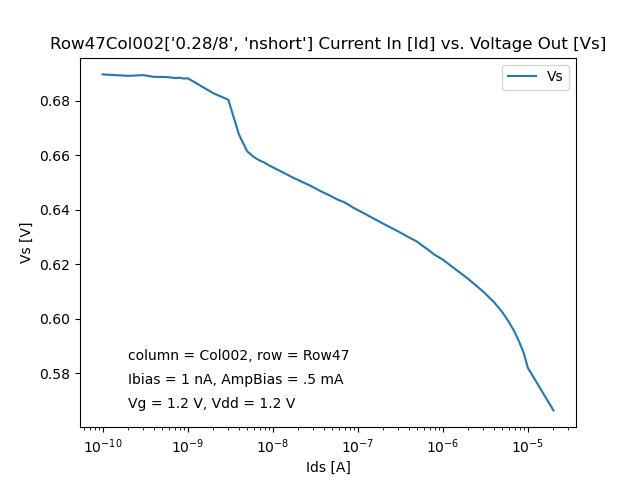 Row47Col002['0.28/8', 'nshort'] Current In [Id] vs. Voltage Out [Vs]
Vs
0.68
0.66
0.64
0.62
0.60
0.58
Vs [V]
column = Col002, row = Row47
Ibias = 1 nA, AmpBias = .5 mA
Vg = 1.2 V, Vdd = 1.2 V
10⁻¹⁰ 10⁻⁹ 10⁻⁸ 10⁻⁷ 10⁻⁶ 10⁻⁵
Ids [A]